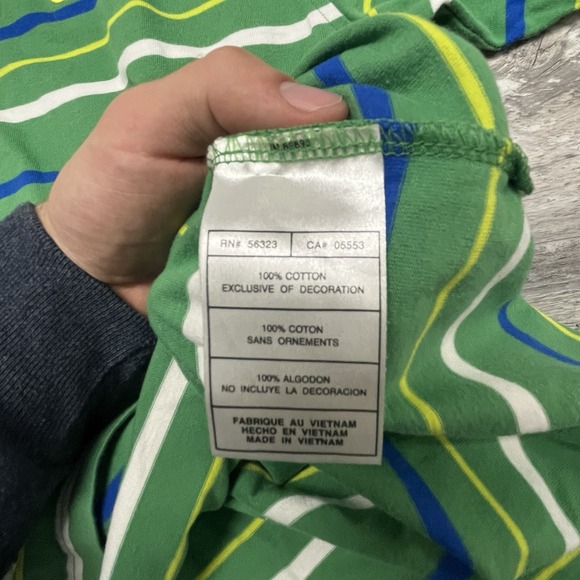 RN# 56323 CA# 05553
100% COTTON
EXCLUSIVE OF DECORATION
100% COTON
SANS ORNEMENTS
100% ALGODON
NO INCLUYE LA DECORACION
FABRIQUE AU VIETNAM
HECHO EN VIETNAM
MADE IN VIETNAM